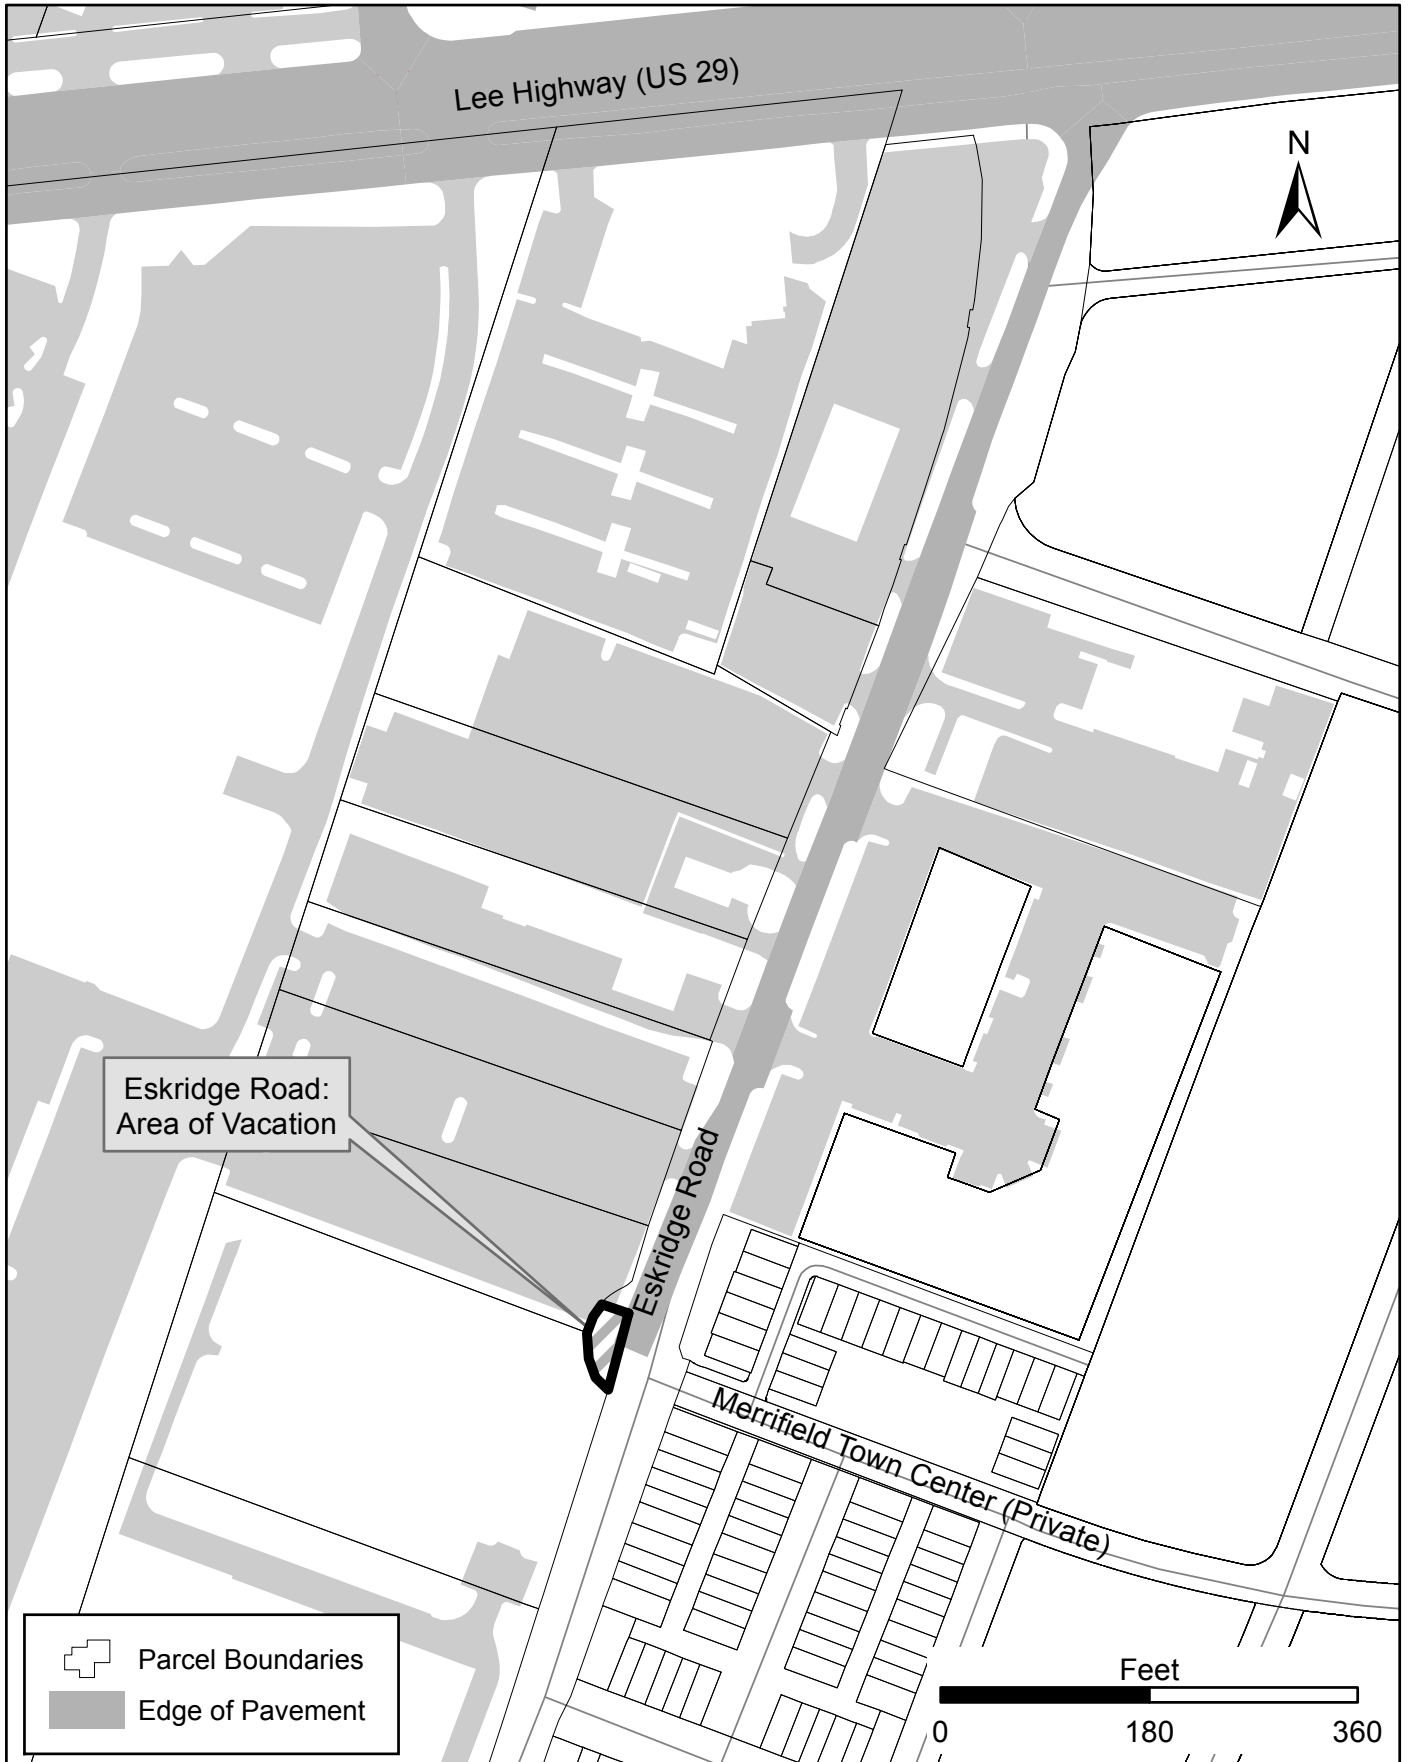 Lee Highway (US 29)
N
Eskridge Road:
Area of Vacation
Eskridge Road
Merrifield Town Center (Private)
Parcel Boundaries
Edge of Pavement
Feet
0 180 360